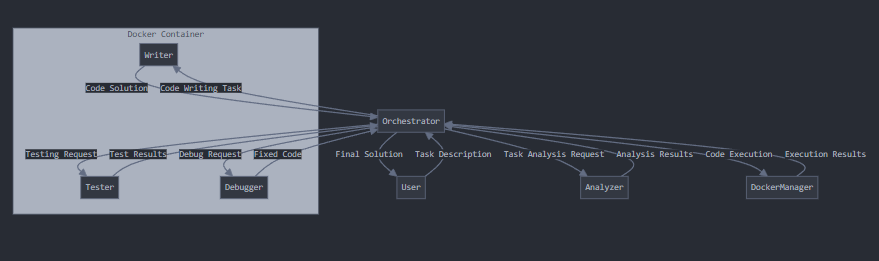 Docker Container
Writer
Code Solution
Code Writing Task
Orchestrator
Testing Request
Test Results
Debug Request
Fixed Code
Final Solution
Task Description
Task Analysis Request
Analysis Results
Code Execution
Execution Results
Tester
Debugger
User
Analyzer
DockerManager